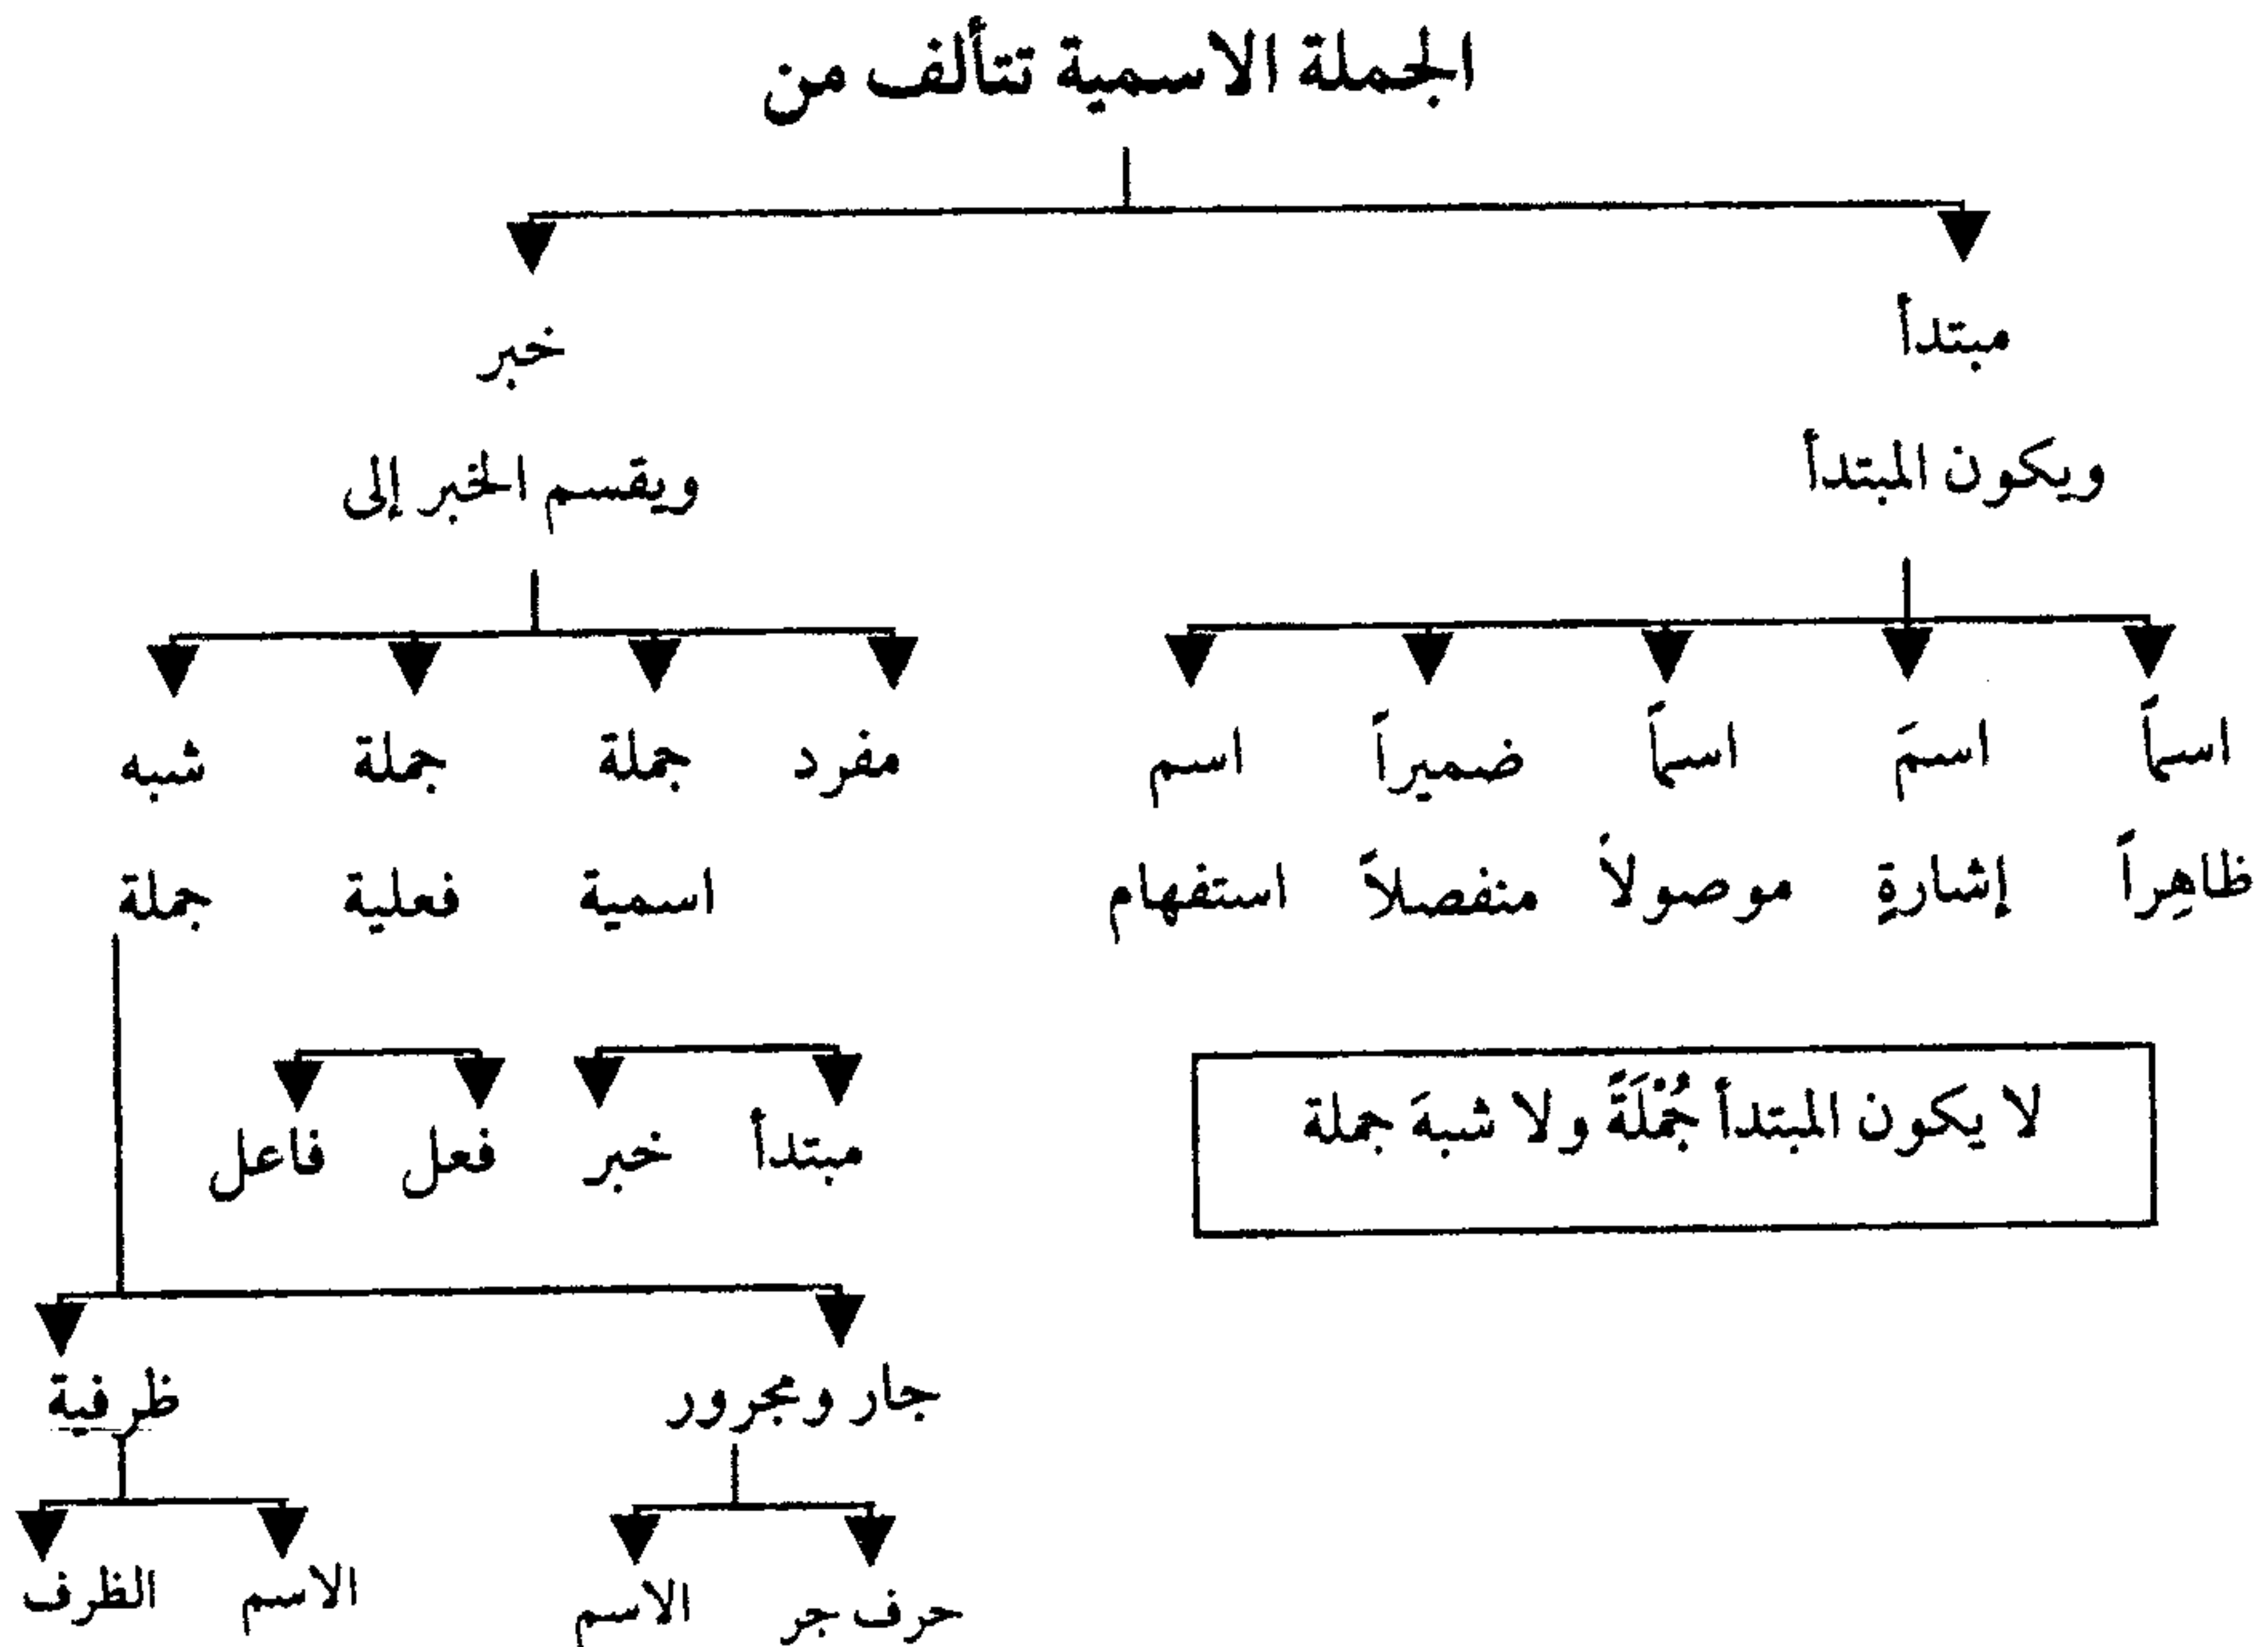 الجملة الاسمية تتألف من
مبتدأ
خبر
ويكون المبتدأ
ويقسم الخبر إلى
اسماً اسمَ اسماً ضميراً اسم
مفرد جملة جملة شبه
ظاهِراً إشارةٍ موصولاً منفصلاً استفهام
اسمية فعلية جملة
لا يكون المبتدأ جُمْلَةً ولا شبهَ جملة
مبتدأ خبر فعل فاعل
جار ومجرور ظرفية
حرف جر الاسم الاسم الظرف